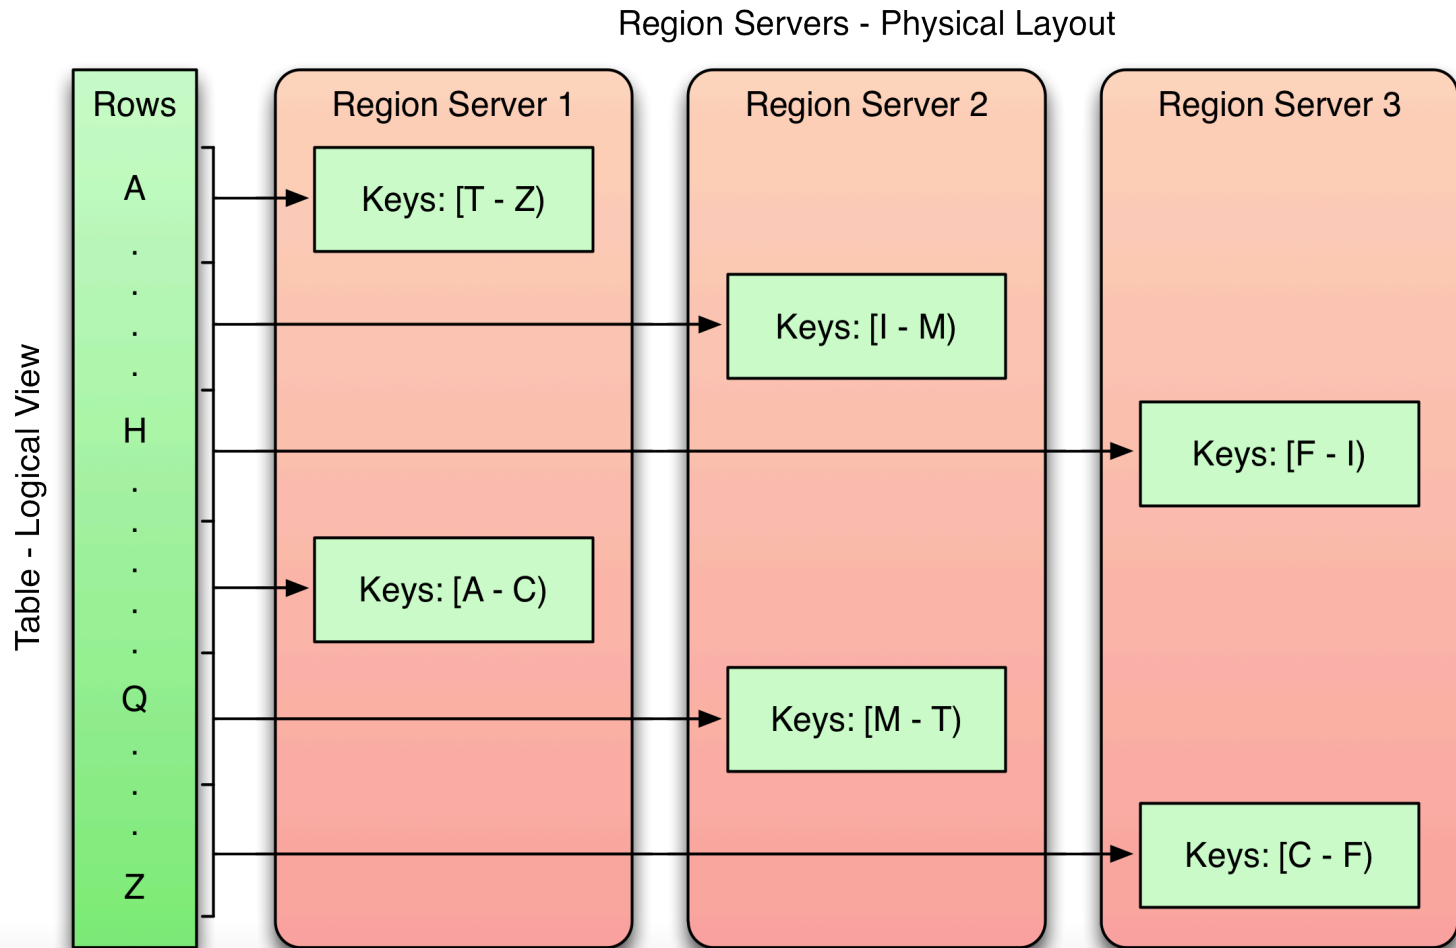 Region Servers - Physical Layout
Table - Logical View
Rows
A
.
.
.
.
H
.
.
.
.
.
Q
.
.
.
Z
Region Server 1
Keys: [T - Z)
Keys: [A - C)
Region Server 2
Keys: [I - M)
Keys: [M - T)
Region Server 3
Keys: [F - I)
Keys: [C - F)